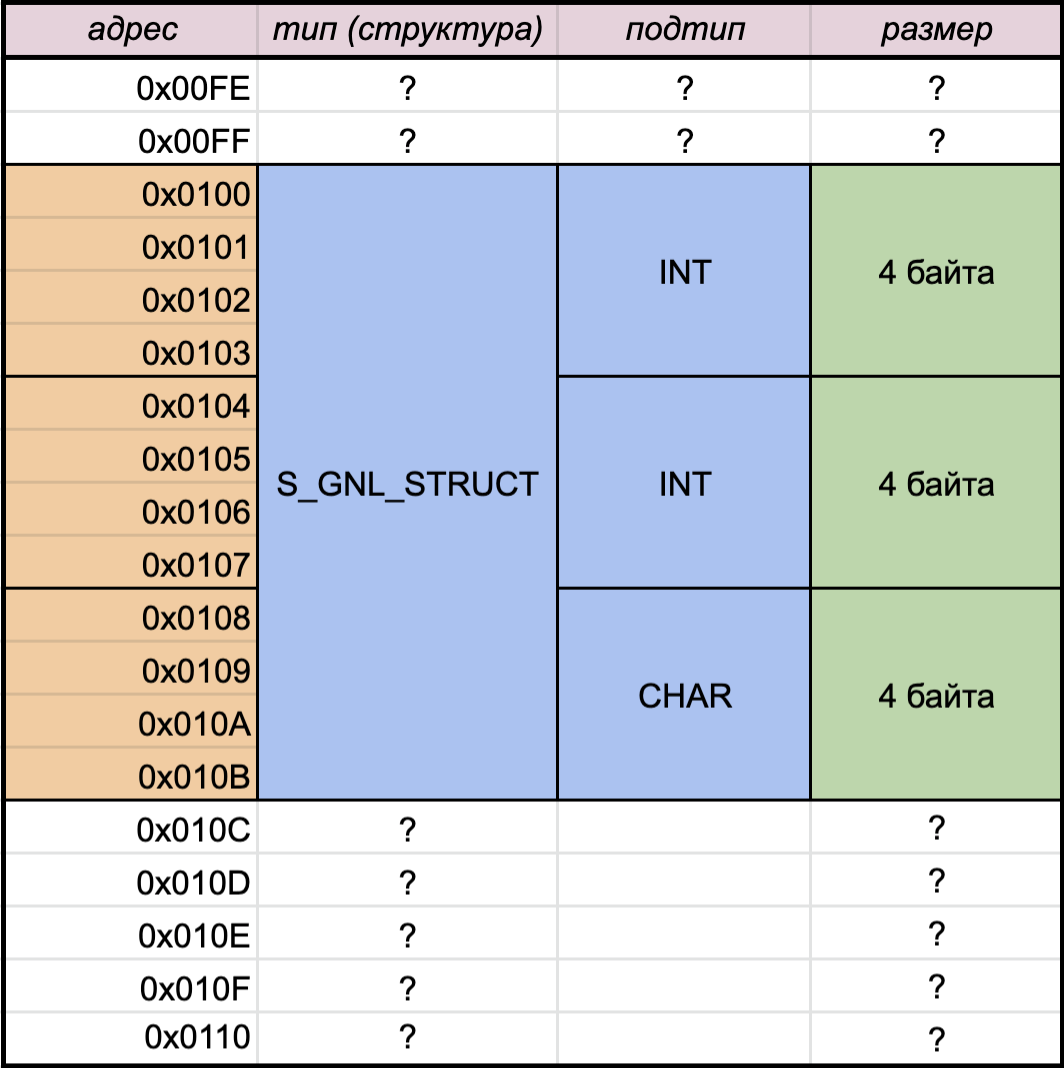 адрес тип (структура) подтип размер
0x00FE ? ? ?
0x00FF ? ? ?
0x0100
0x0101
INT 4 байта
0x0102
0x0103
0x0104
0x0105
S_GNL_STRUCT INT 4 байта
0x0106
0x0107
0x0108
0x0109
CHAR 4 байта
0x010A
0x010B
0x010C ? ?
0x010D ? ?
0x010E ? ?
0x010F ? ?
0x0110 ? ?